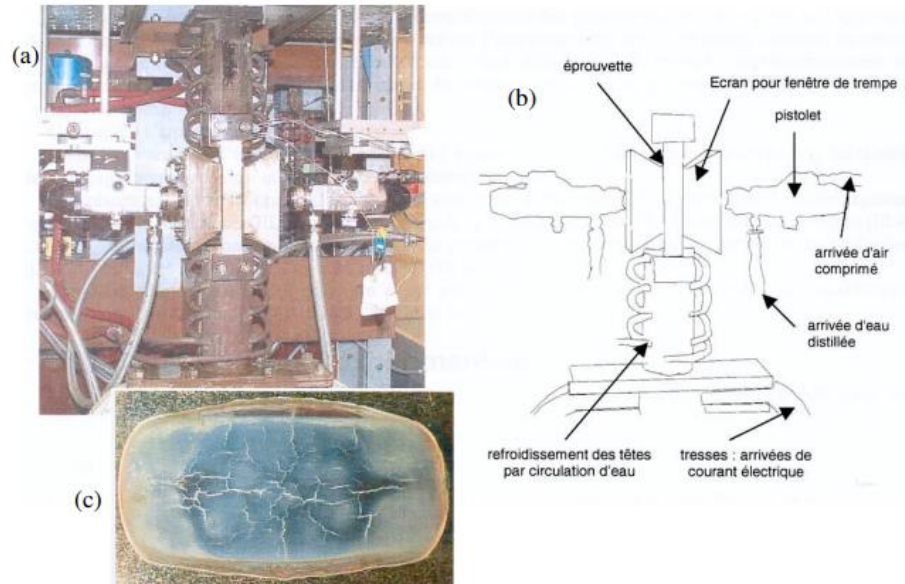 (a)
éprouvette
(b)
Ecran pour fenêtre de trempe
pistolet
arrivée d'air
comprimé
arrivée d'eau
distillée
refroidissement des têtes
par circulation d'eau
tresses : arrivées de
courant électrique
(c)